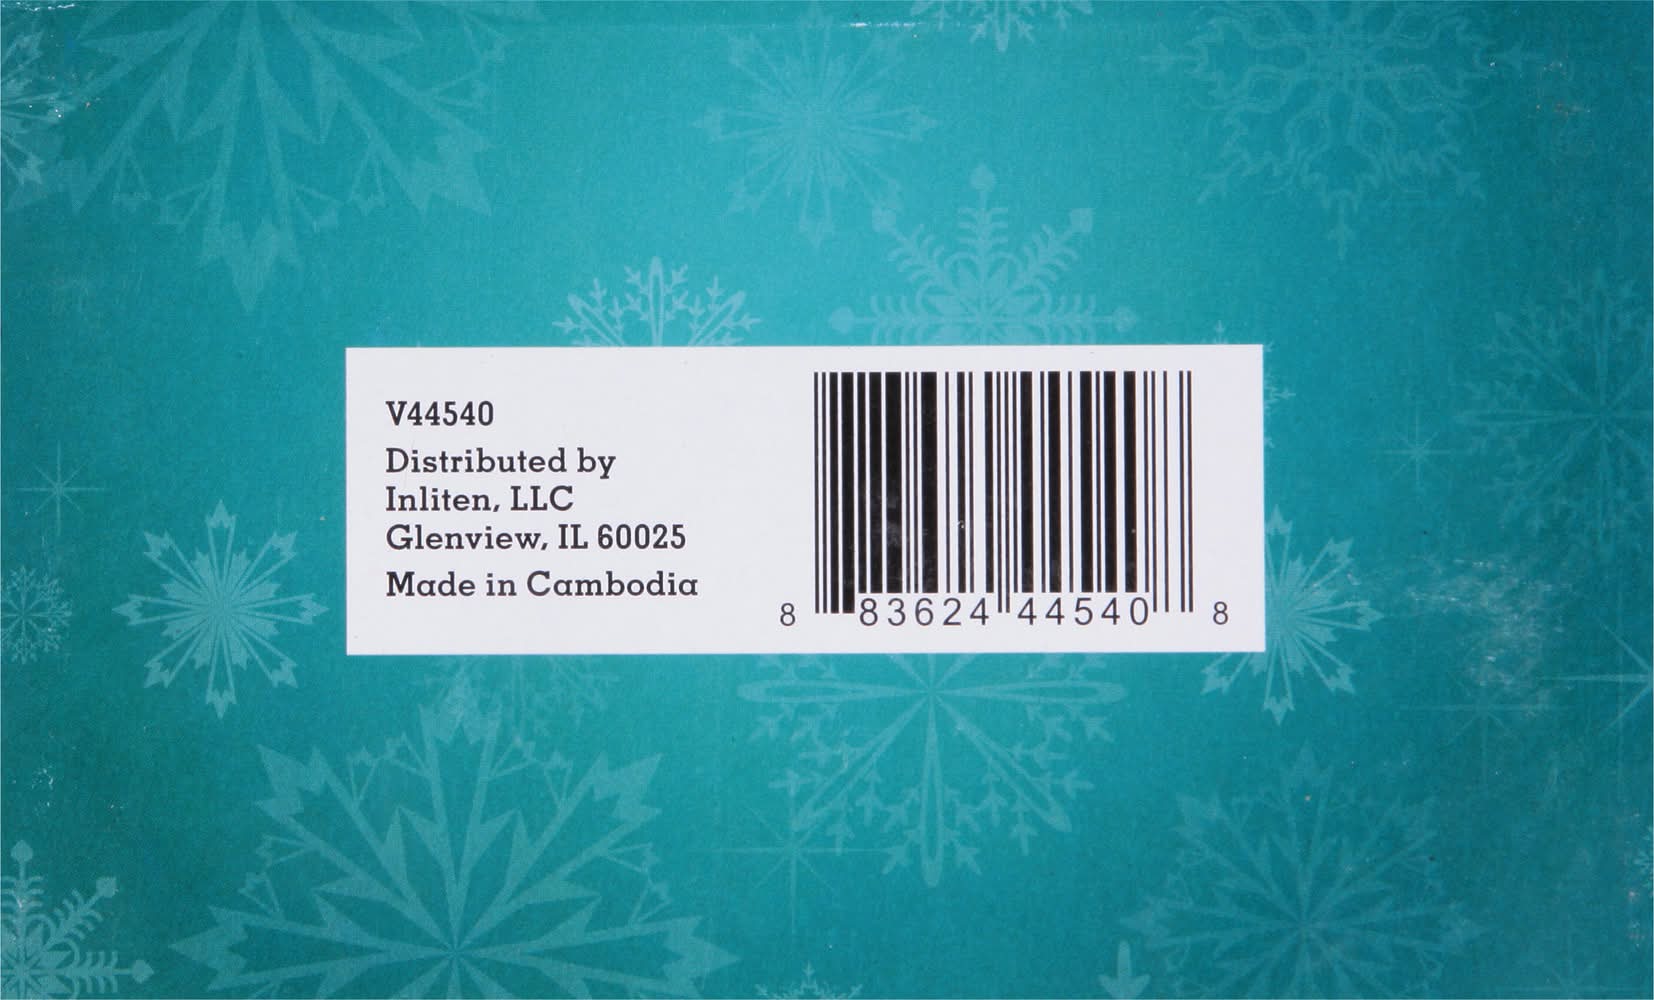 V44540
Distributed by
Inliten, LLC
Glenview, IL 60025
Made in Cambodia
8 83624 44540 8